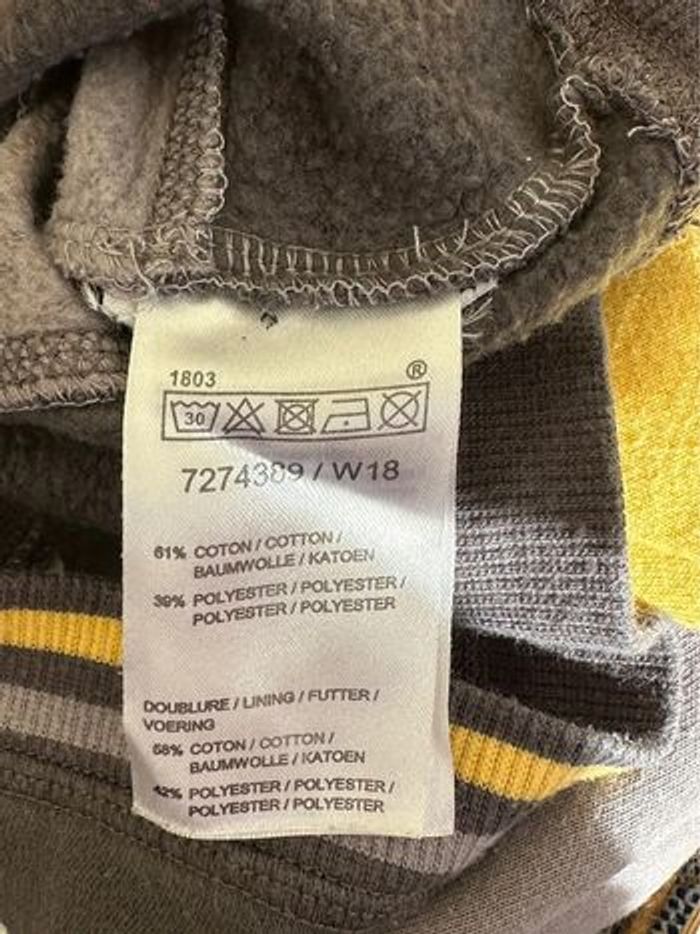 1803 ®
30
7274389 / W18
61% COTON / COTTON /
BAUMWOLLE / KATOEN
39% POLYESTER / POLYESTER /
POLYESTER / POLYESTER
DOUBLURE / LINING / FUTTER /
VOERING
58% COTON / COTTON /
BAUMWOLLE / KATOEN
42% POLYESTER / POLYESTER /
POLYESTER / POLYESTER